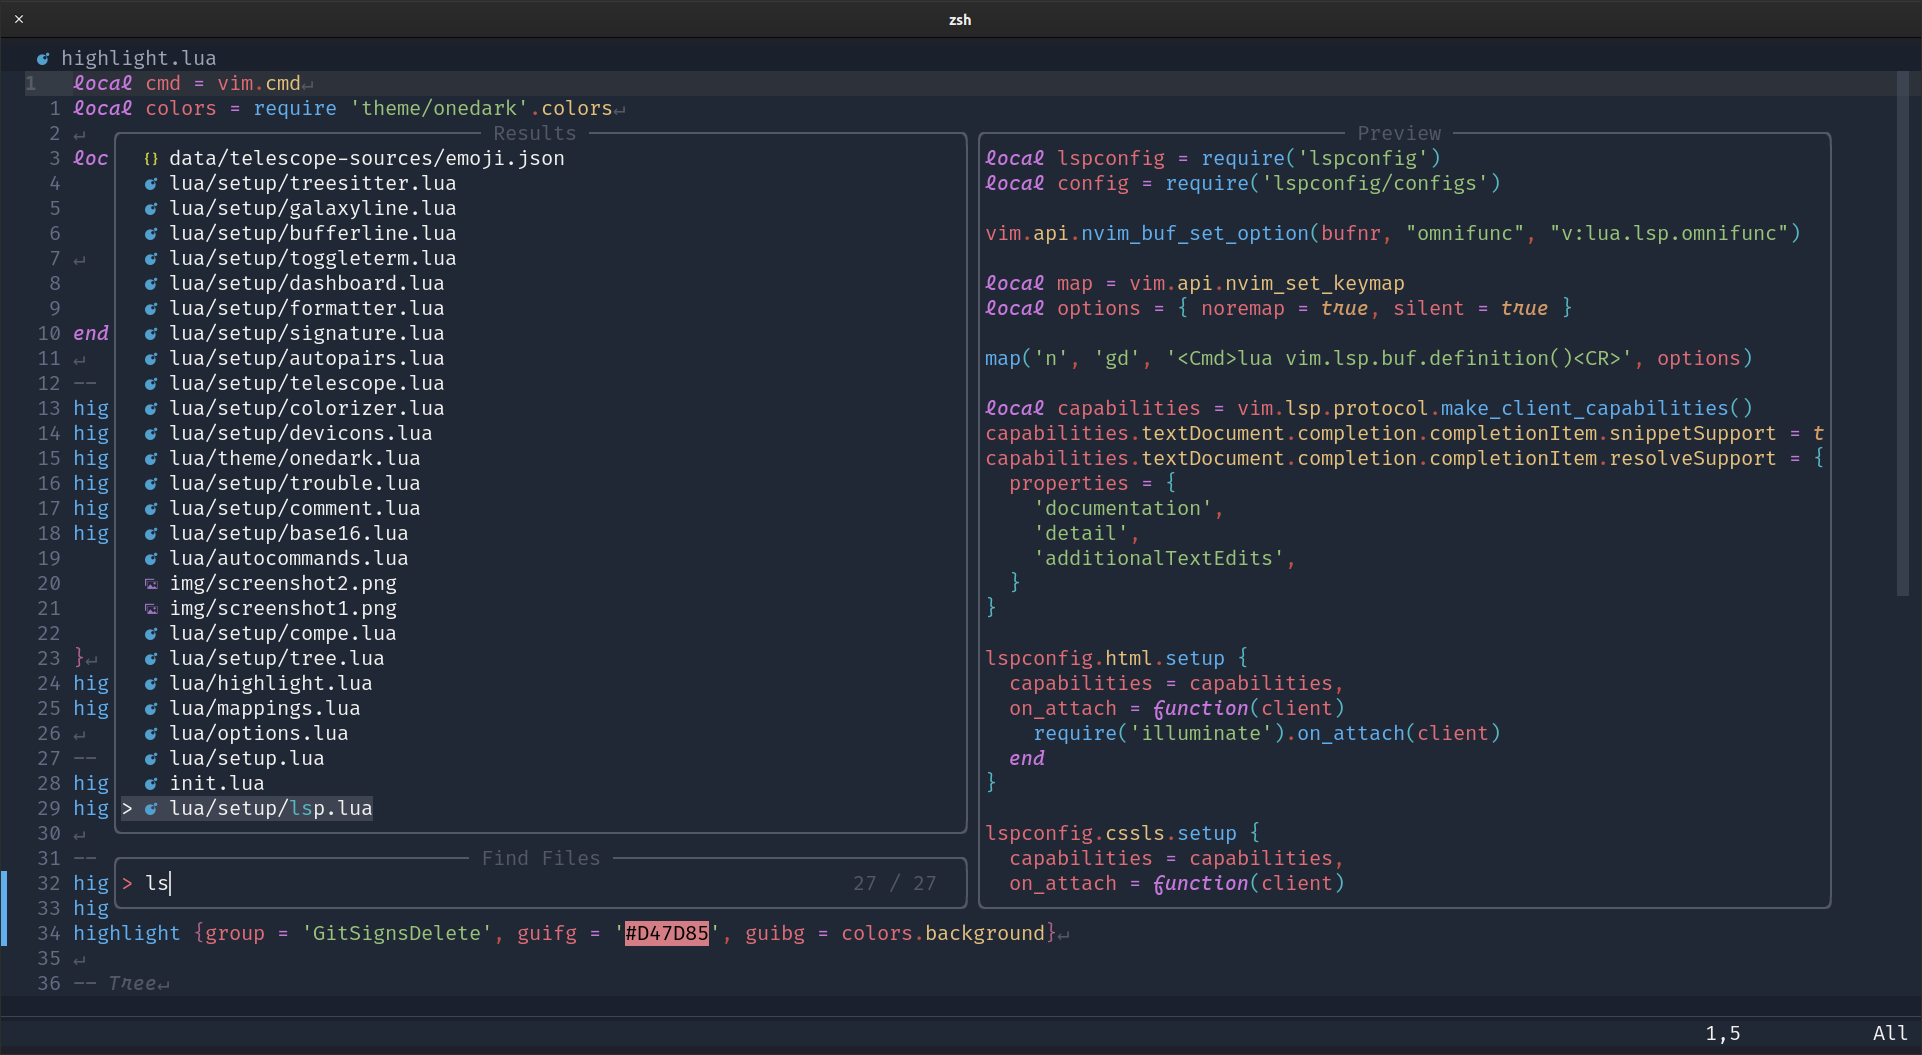 × zsh
highlight.lua
1 local cmd = vim.cmd↵
1 local colors = require 'theme/onedark'.colors↵
2 ↵
3 loc
4
5
6
7 ↵
8
9
10 end
11 ↵
12 --
13 hig
14 hig
15 hig
16 hig
17 hig
18 hig
19
20
21
22
23 }↵
24 hig
25 hig
26 ↵
27 --
28 hig
29 hig
30 ↵
31 --
32 hig
33 hig
34 highlight {group = 'GitSignsDelete', guifg = '#D47D85', guibg = colors.background}↵
35 ↵
36 -- Tree↵
Results
{} data/telescope-sources/emoji.json
lua/setup/treesitter.lua
lua/setup/galaxyline.lua
lua/setup/bufferline.lua
lua/setup/toggleterm.lua
lua/setup/dashboard.lua
lua/setup/formatter.lua
lua/setup/signature.lua
lua/setup/autopairs.lua
lua/setup/telescope.lua
lua/setup/colorizer.lua
lua/setup/devicons.lua
lua/theme/onedark.lua
lua/setup/trouble.lua
lua/setup/comment.lua
lua/setup/base16.lua
lua/autocommands.lua
img/screenshot2.png
img/screenshot1.png
lua/setup/compe.lua
lua/setup/tree.lua
lua/highlight.lua
lua/mappings.lua
lua/options.lua
lua/setup.lua
init.lua
> lua/setup/lsp.lua
Find Files
> ls 27 / 27
Preview
local lspconfig = require('lspconfig')
local config = require('lspconfig/configs')
vim.api.nvim_buf_set_option(bufnr, "omnifunc", "v:lua.lsp.omnifunc")
local map = vim.api.nvim_set_keymap
local options = { noremap = true, silent = true }
map('n', 'gd', '<Cmd>lua vim.lsp.buf.definition()<CR>', options)
local capabilities = vim.lsp.protocol.make_client_capabilities()
capabilities.textDocument.completion.completionItem.snippetSupport = t
capabilities.textDocument.completion.completionItem.resolveSupport = {
properties = {
'documentation',
'detail',
'additionalTextEdits',
}
}
lspconfig.html.setup {
capabilities = capabilities,
on_attach = function(client)
require('illuminate').on_attach(client)
end
}
lspconfig.cssls.setup {
capabilities = capabilities,
on_attach = function(client)
1,5 All